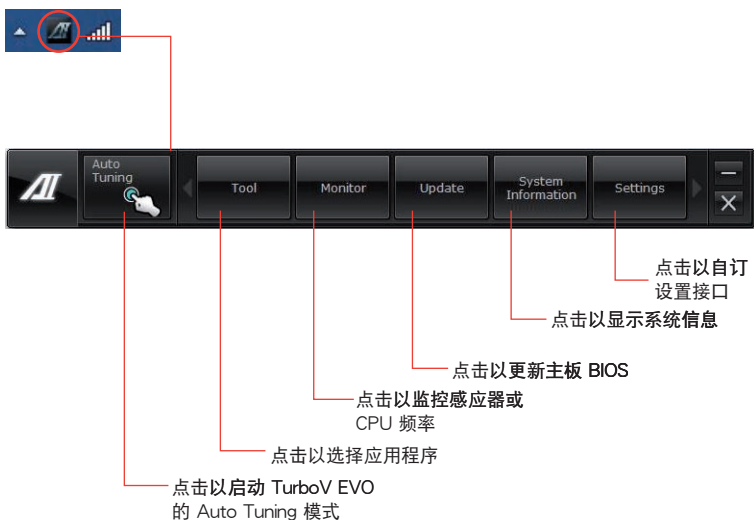 Auto
Tuning
Tool
Monitor
Update
System
Information
Settings
点击以自订
设置接口
点击以显示系统信息
点击以更新主板 BIOS
点击以监控感应器或
CPU 频率
点击以选择应用程序
点击以启动 TurboV EVO
的 Auto Tuning 模式